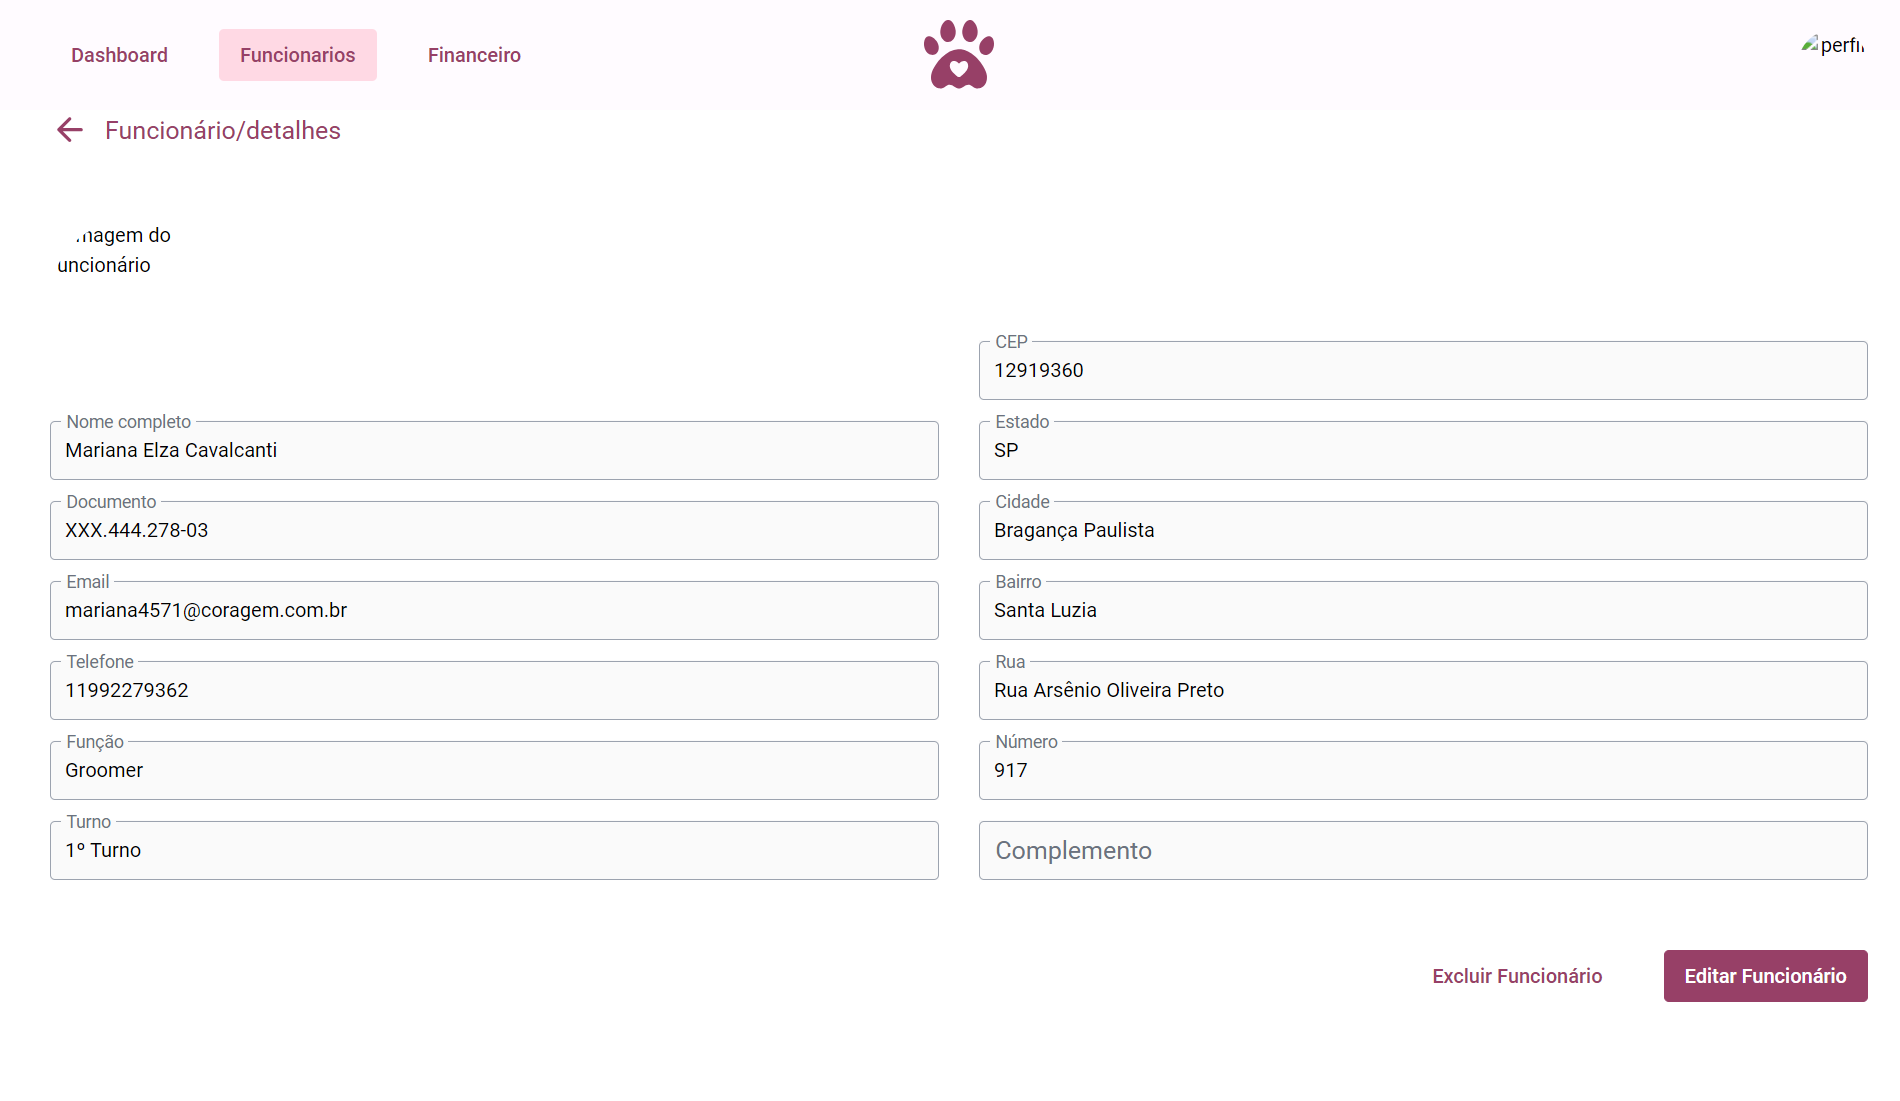 Dashboard
Funcionarios
Financeiro
perfil
Funcionário/detalhes
magem do
uncionário
Nome completo
Mariana Elza Cavalcanti
Documento
XXX.444.278-03
Email
mariana4571@coragem.com.br
Telefone
11992279362
Função
Groomer
Turno
1º Turno
CEP
12919360
Estado
SP
Cidade
Bragança Paulista
Bairro
Santa Luzia
Rua
Rua Arsênio Oliveira Preto
Número
917
Complemento
Excluir Funcionário
Editar Funcionário